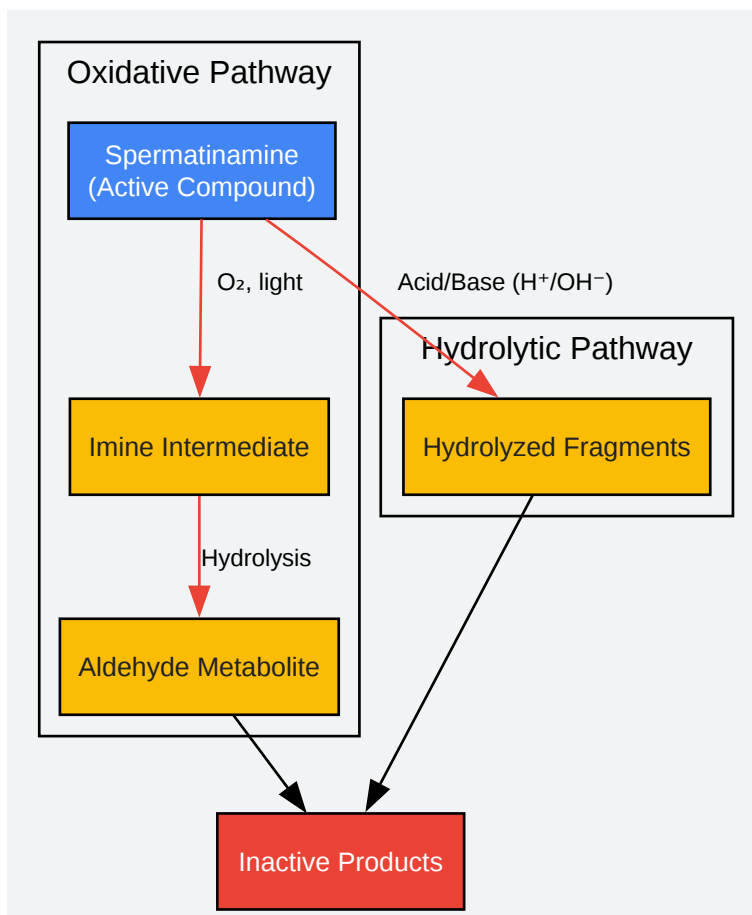 Oxidative Pathway
Spermatinamine
(Active Compound)
O₂, light
Acid/Base (H⁺/OH⁻)
Hydrolytic Pathway
Imine Intermediate
Hydrolyzed Fragments
Hydrolysis
Aldehyde Metabolite
Inactive Products